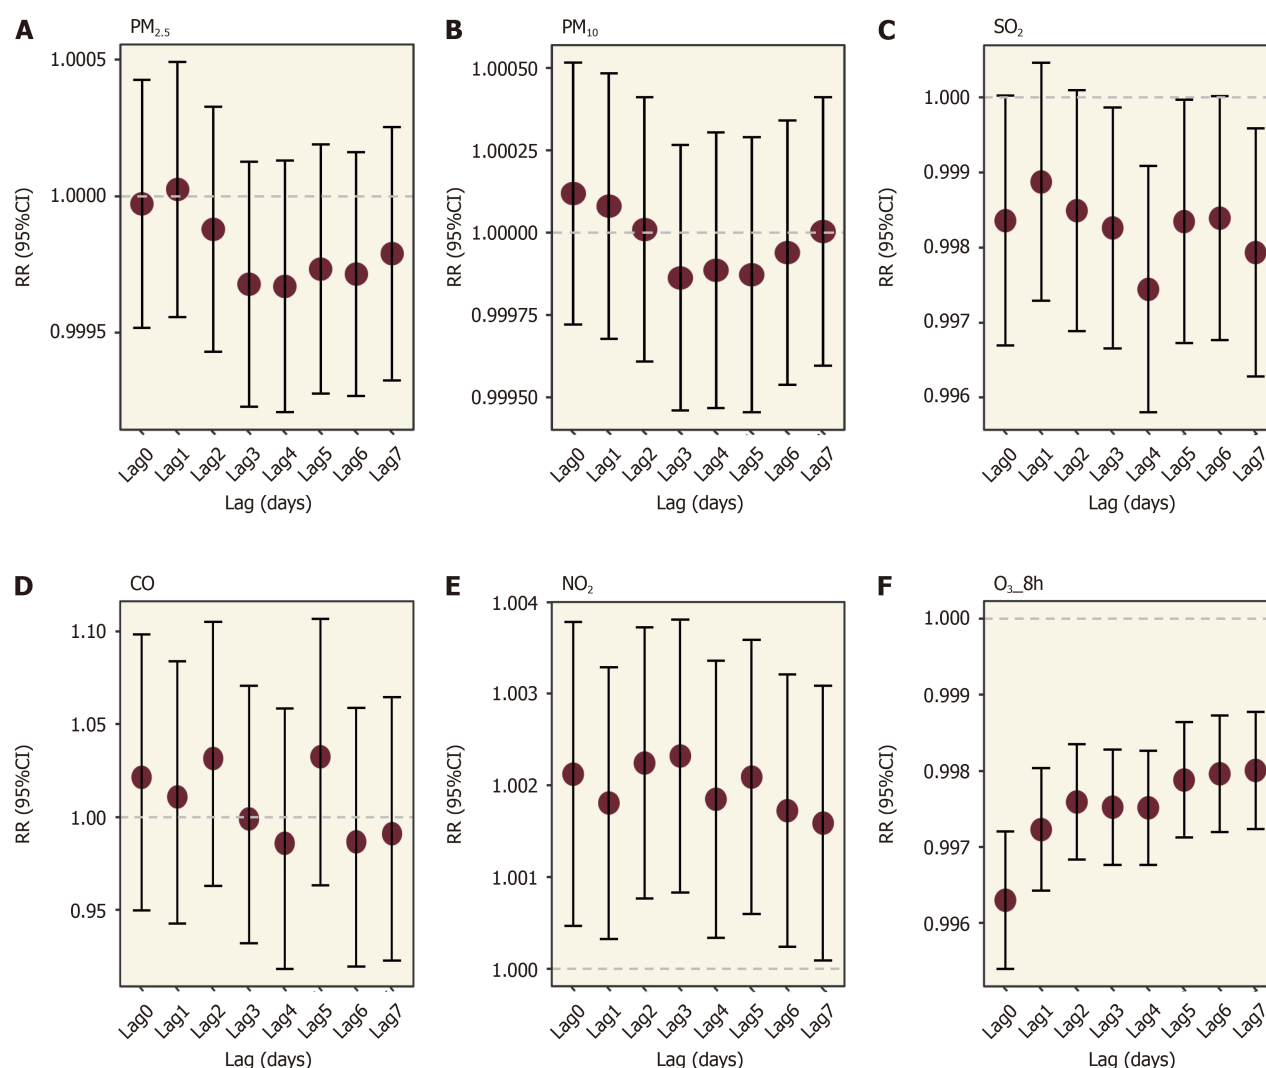 A PM2.5
RR (95%CI)
1.0005
1.0000
0.9995
Lag0 Lag1 Lag2 Lag3 Lag4 Lag5 Lag6 Lag7
Lag (days)
B PM10
RR (95%CI)
1.00050
1.00025
1.00000
0.99975
0.99950
Lag0 Lag1 Lag2 Lag3 Lag4 Lag5 Lag6 Lag7
Lag (days)
C SO2
RR (95%CI)
1.000
0.999
0.998
0.997
0.996
Lag0 Lag1 Lag2 Lag3 Lag4 Lag5 Lag6 Lag7
Lag (days)
D CO
RR (95%CI)
1.10
1.05
1.00
0.95
Lag0 Lag1 Lag2 Lag3 Lag4 Lag5 Lag6 Lag7
Lag (days)
E NO2
RR (95%CI)
1.004
1.003
1.002
1.001
1.000
Lag0 Lag1 Lag2 Lag3 Lag4 Lag5 Lag6 Lag7
Lag (days)
F O3_8h
RR (95%CI)
1.000
0.999
0.998
0.997
0.996
Lag0 Lag1 Lag2 Lag3 Lag4 Lag5 Lag6 Lag7
Lag (days)